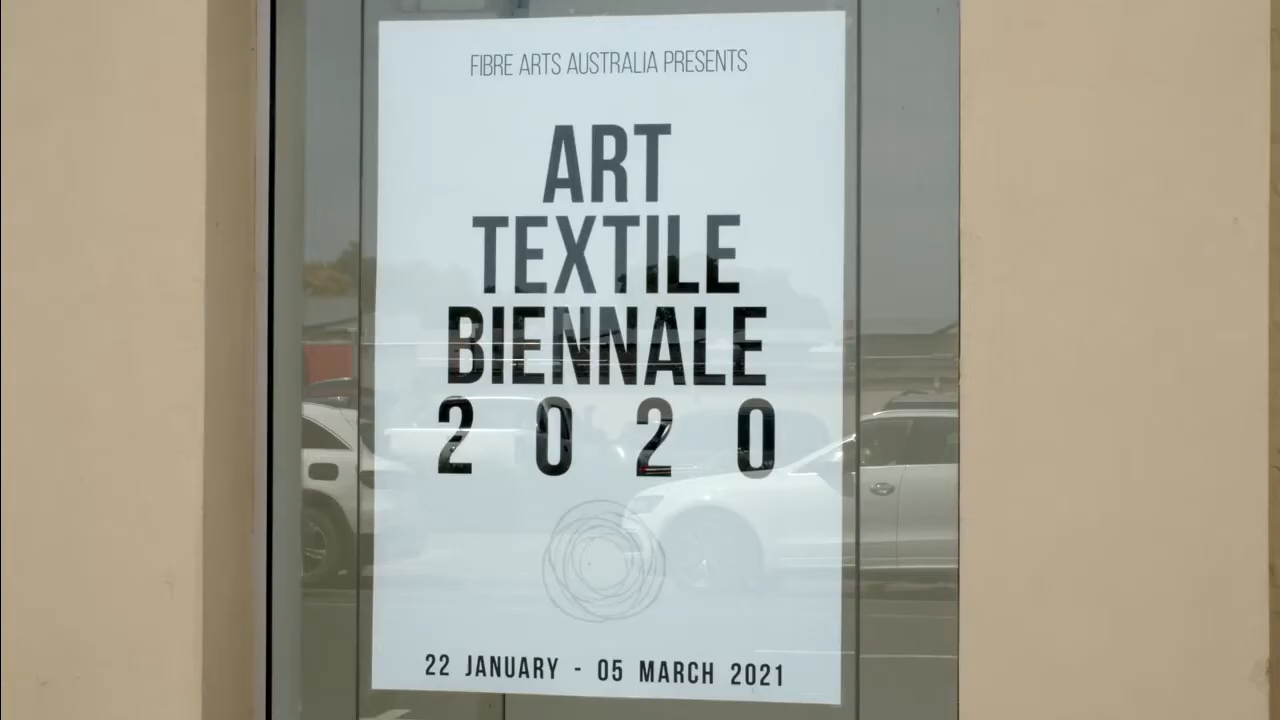 FIBRE ARTS AUSTRALIA PRESENTS
ART
TEXTILE
BIENNALE
2020
22 JANUARY - 05 MARCH 2021